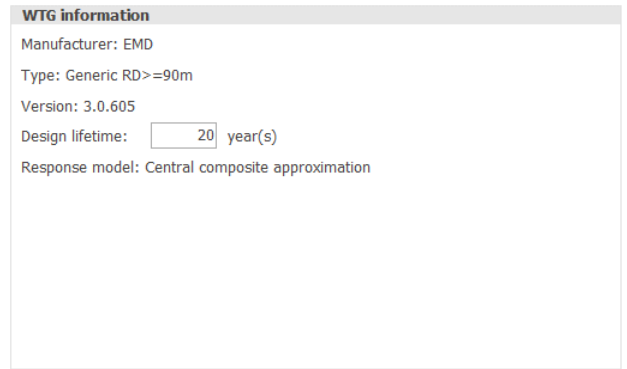 WTG information
Manufacturer: EMD
Type: Generic RD>=90m
Version: 3.0.605
Design lifetime: 20 year(s)
Response model: Central composite approximation